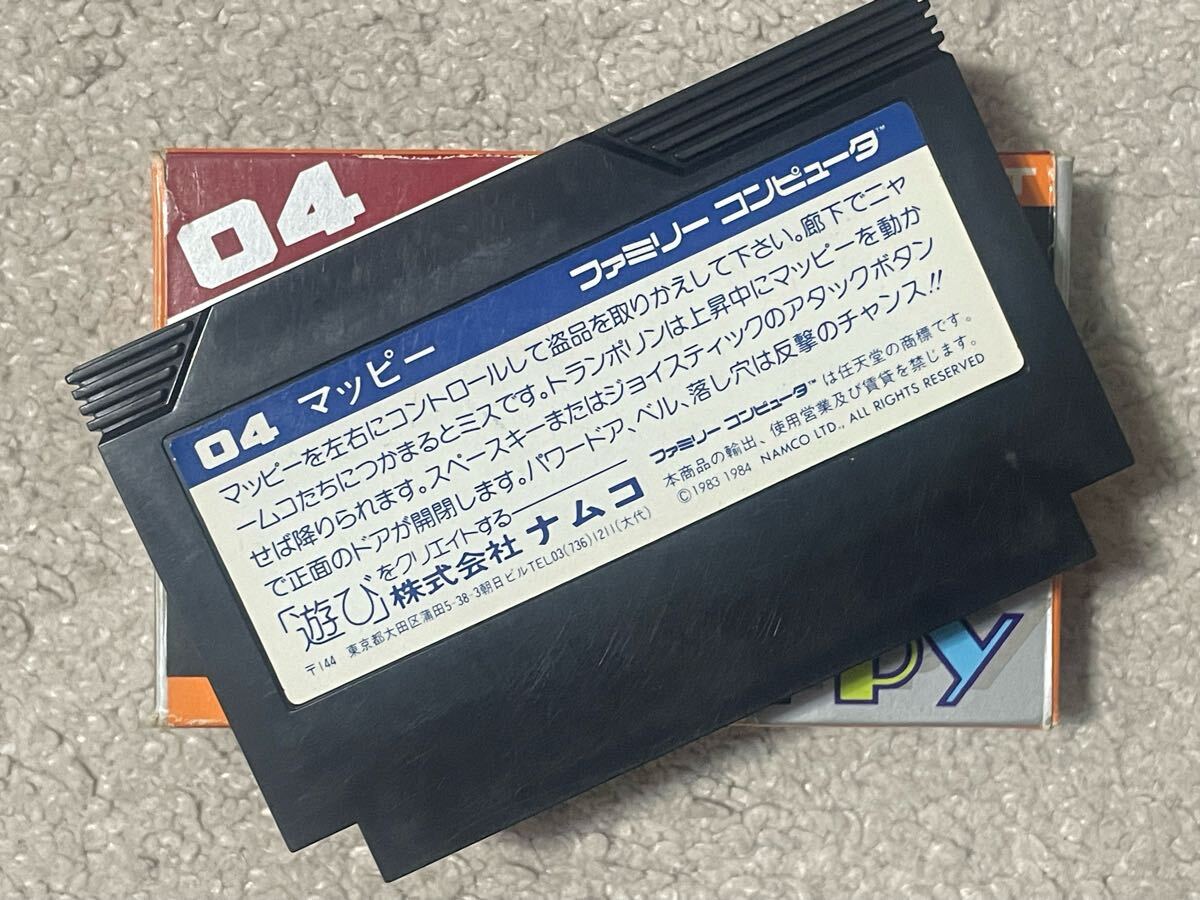 04
04 マッピー ファミリー コンピュータ™
マッピーを左右にコントロールして盗品を取りかえして下さい。廊下でニャ
ームコたちにつかまるとミスです。トランポリンは上昇中にマッピーを動か
せば降りられます。スペースキーまたはジョイスティックのアタックボタン
で正面のドアが開閉します。パワードア、ベル、落し穴は反撃のチャンス!!
「遊び」をクリエイトする
株式会社 ナムコ
〒144 東京都大田区蒲田5-38-3朝日ビルTEL03(736)1211(大代)
ファミリー コンピュータ™ は任天堂の商標です。
本商品の輸出、使用営業及び賃貸を禁じます。
©1983 1984 NAMCO LTD., ALL RIGHTS RESERVED
ppy